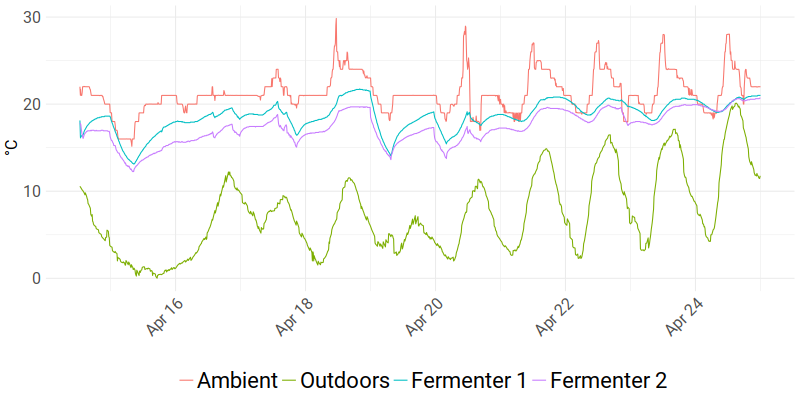 30
20
10
0
°C
Apr 16
Apr 18
Apr 20
Apr 22
Apr 24
Ambient Outdoors Fermenter 1 Fermenter 2